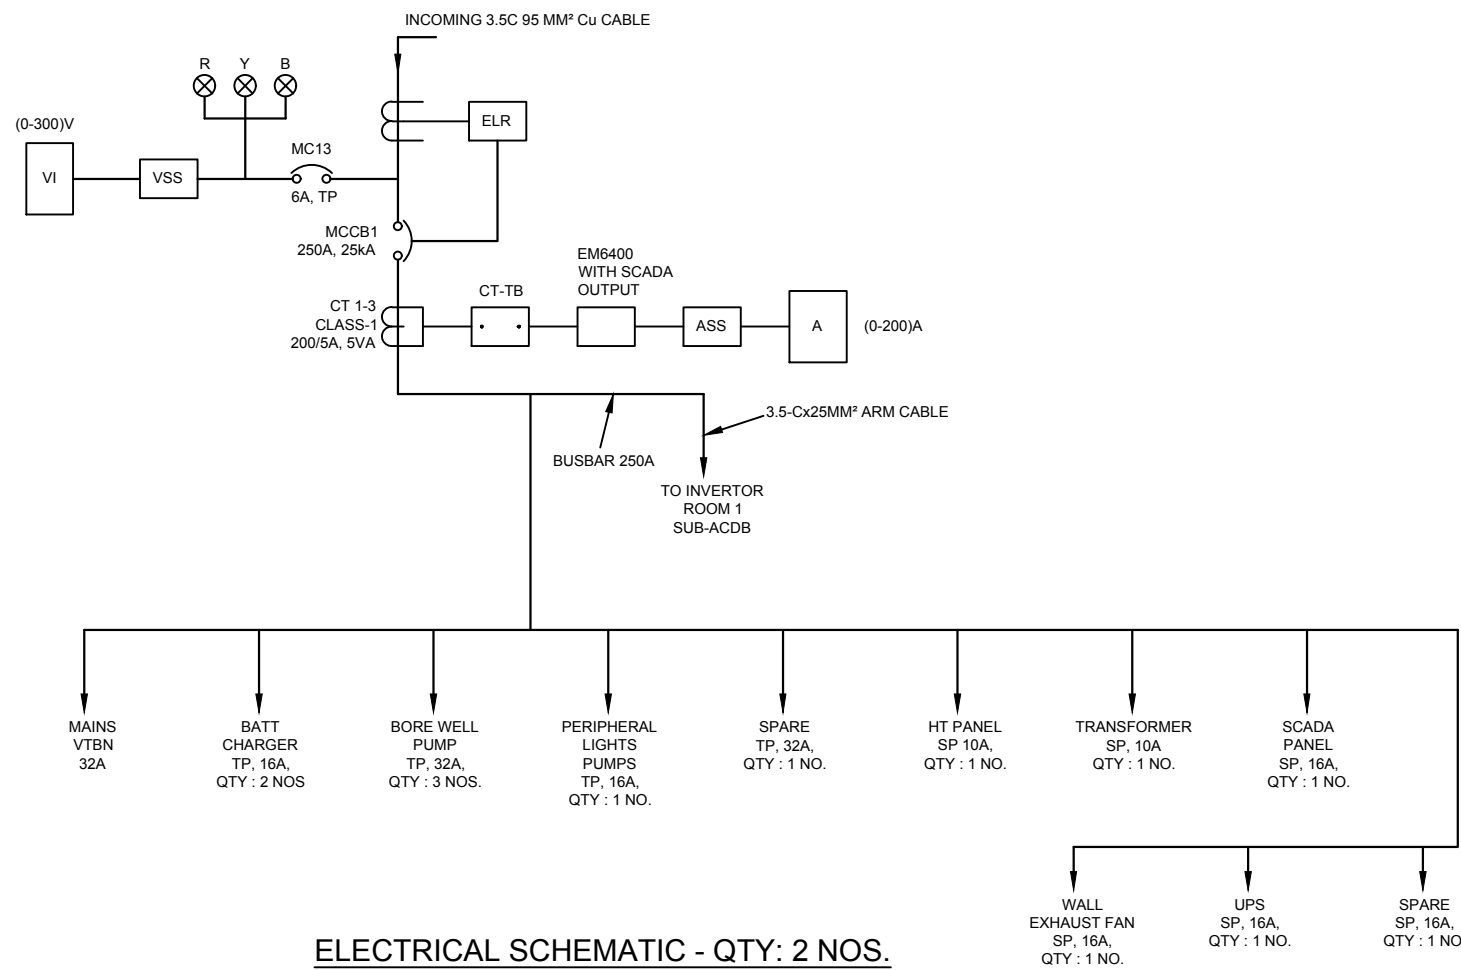 INCOMING 3.5C 95 MM² Cu CABLE
R Y B
(0-300)V
VI
VSS
MC13
6A, TP
ELR
MCCB1
250A, 25kA
CT 1-3
CLASS-1
200/5A, 5VA
CT-TB
EM6400
WITH SCADA
OUTPUT
ASS
A
(0-200)A
3.5-Cx25MM² ARM CABLE
BUSBAR 250A
TO INVERTOR
ROOM 1
SUB-ACDB
MAINS
VTBN
32A
BATT
CHARGER
TP, 16A,
QTY : 2 NOS
BORE WELL
PUMP
TP, 32A,
QTY : 3 NOS.
PERIPHERAL
LIGHTS
PUMPS
TP, 16A,
QTY : 1 NO.
SPARE
TP, 32A,
QTY : 1 NO.
HT PANEL
SP 10A,
QTY : 1 NO.
TRANSFORMER
SP, 10A
QTY : 1 NO.
SCADA
PANEL
SP, 16A,
QTY : 1 NO.
WALL
EXHAUST FAN
SP, 16A,
QTY : 1 NO.
UPS
SP, 16A,
QTY : 1 NO.
SPARE
SP, 16A,
QTY : 1 NO
ELECTRICAL SCHEMATIC - QTY: 2 NOS.